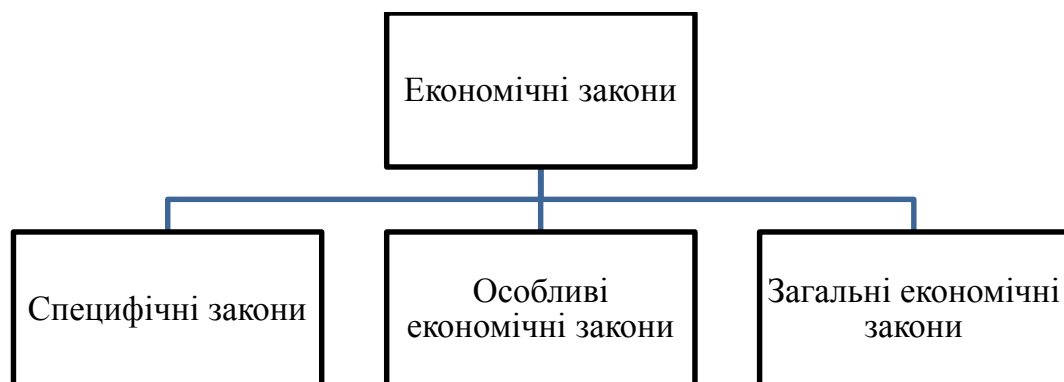 Економічні закони
Специфічні закони
Особливі
економічні закони
Загальні економічні
закони